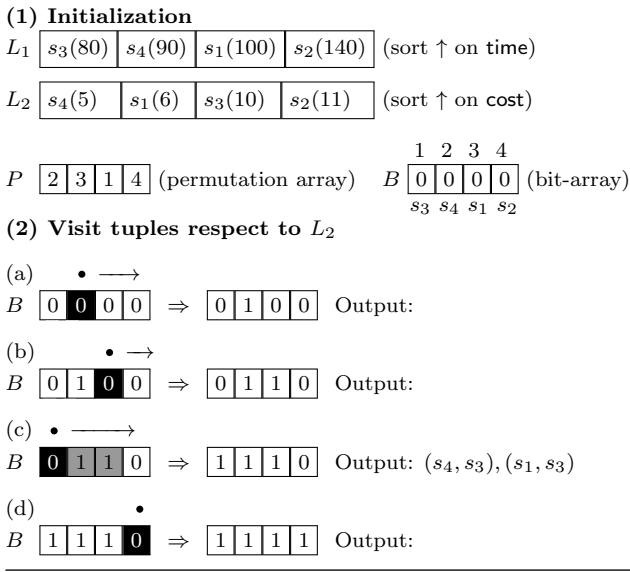 (1) Initialization
L₁ s₃(80) s₄(90) s₁(100) s₂(140) (sort ↑ on time)
L₂ s₄(5) s₁(6) s₃(10) s₂(11) (sort ↑ on cost)
1 2 3 4
P 2 3 1 4 (permutation array) B 0 0 0 0 (bit-array)
s₃ s₄ s₁ s₂
(2) Visit tuples respect to L₂
(a) • ⟶
B 0 0 0 0 ⇒ 0 1 0 0 Output:
(b) • →
B 0 1 0 0 ⇒ 0 1 1 0 Output:
(c) • ⟶
B 0 1 1 0 ⇒ 1 1 1 0 Output: (s₄, s₃), (s₁, s₃)
(d) •
B 1 1 1 0 ⇒ 1 1 1 1 Output: